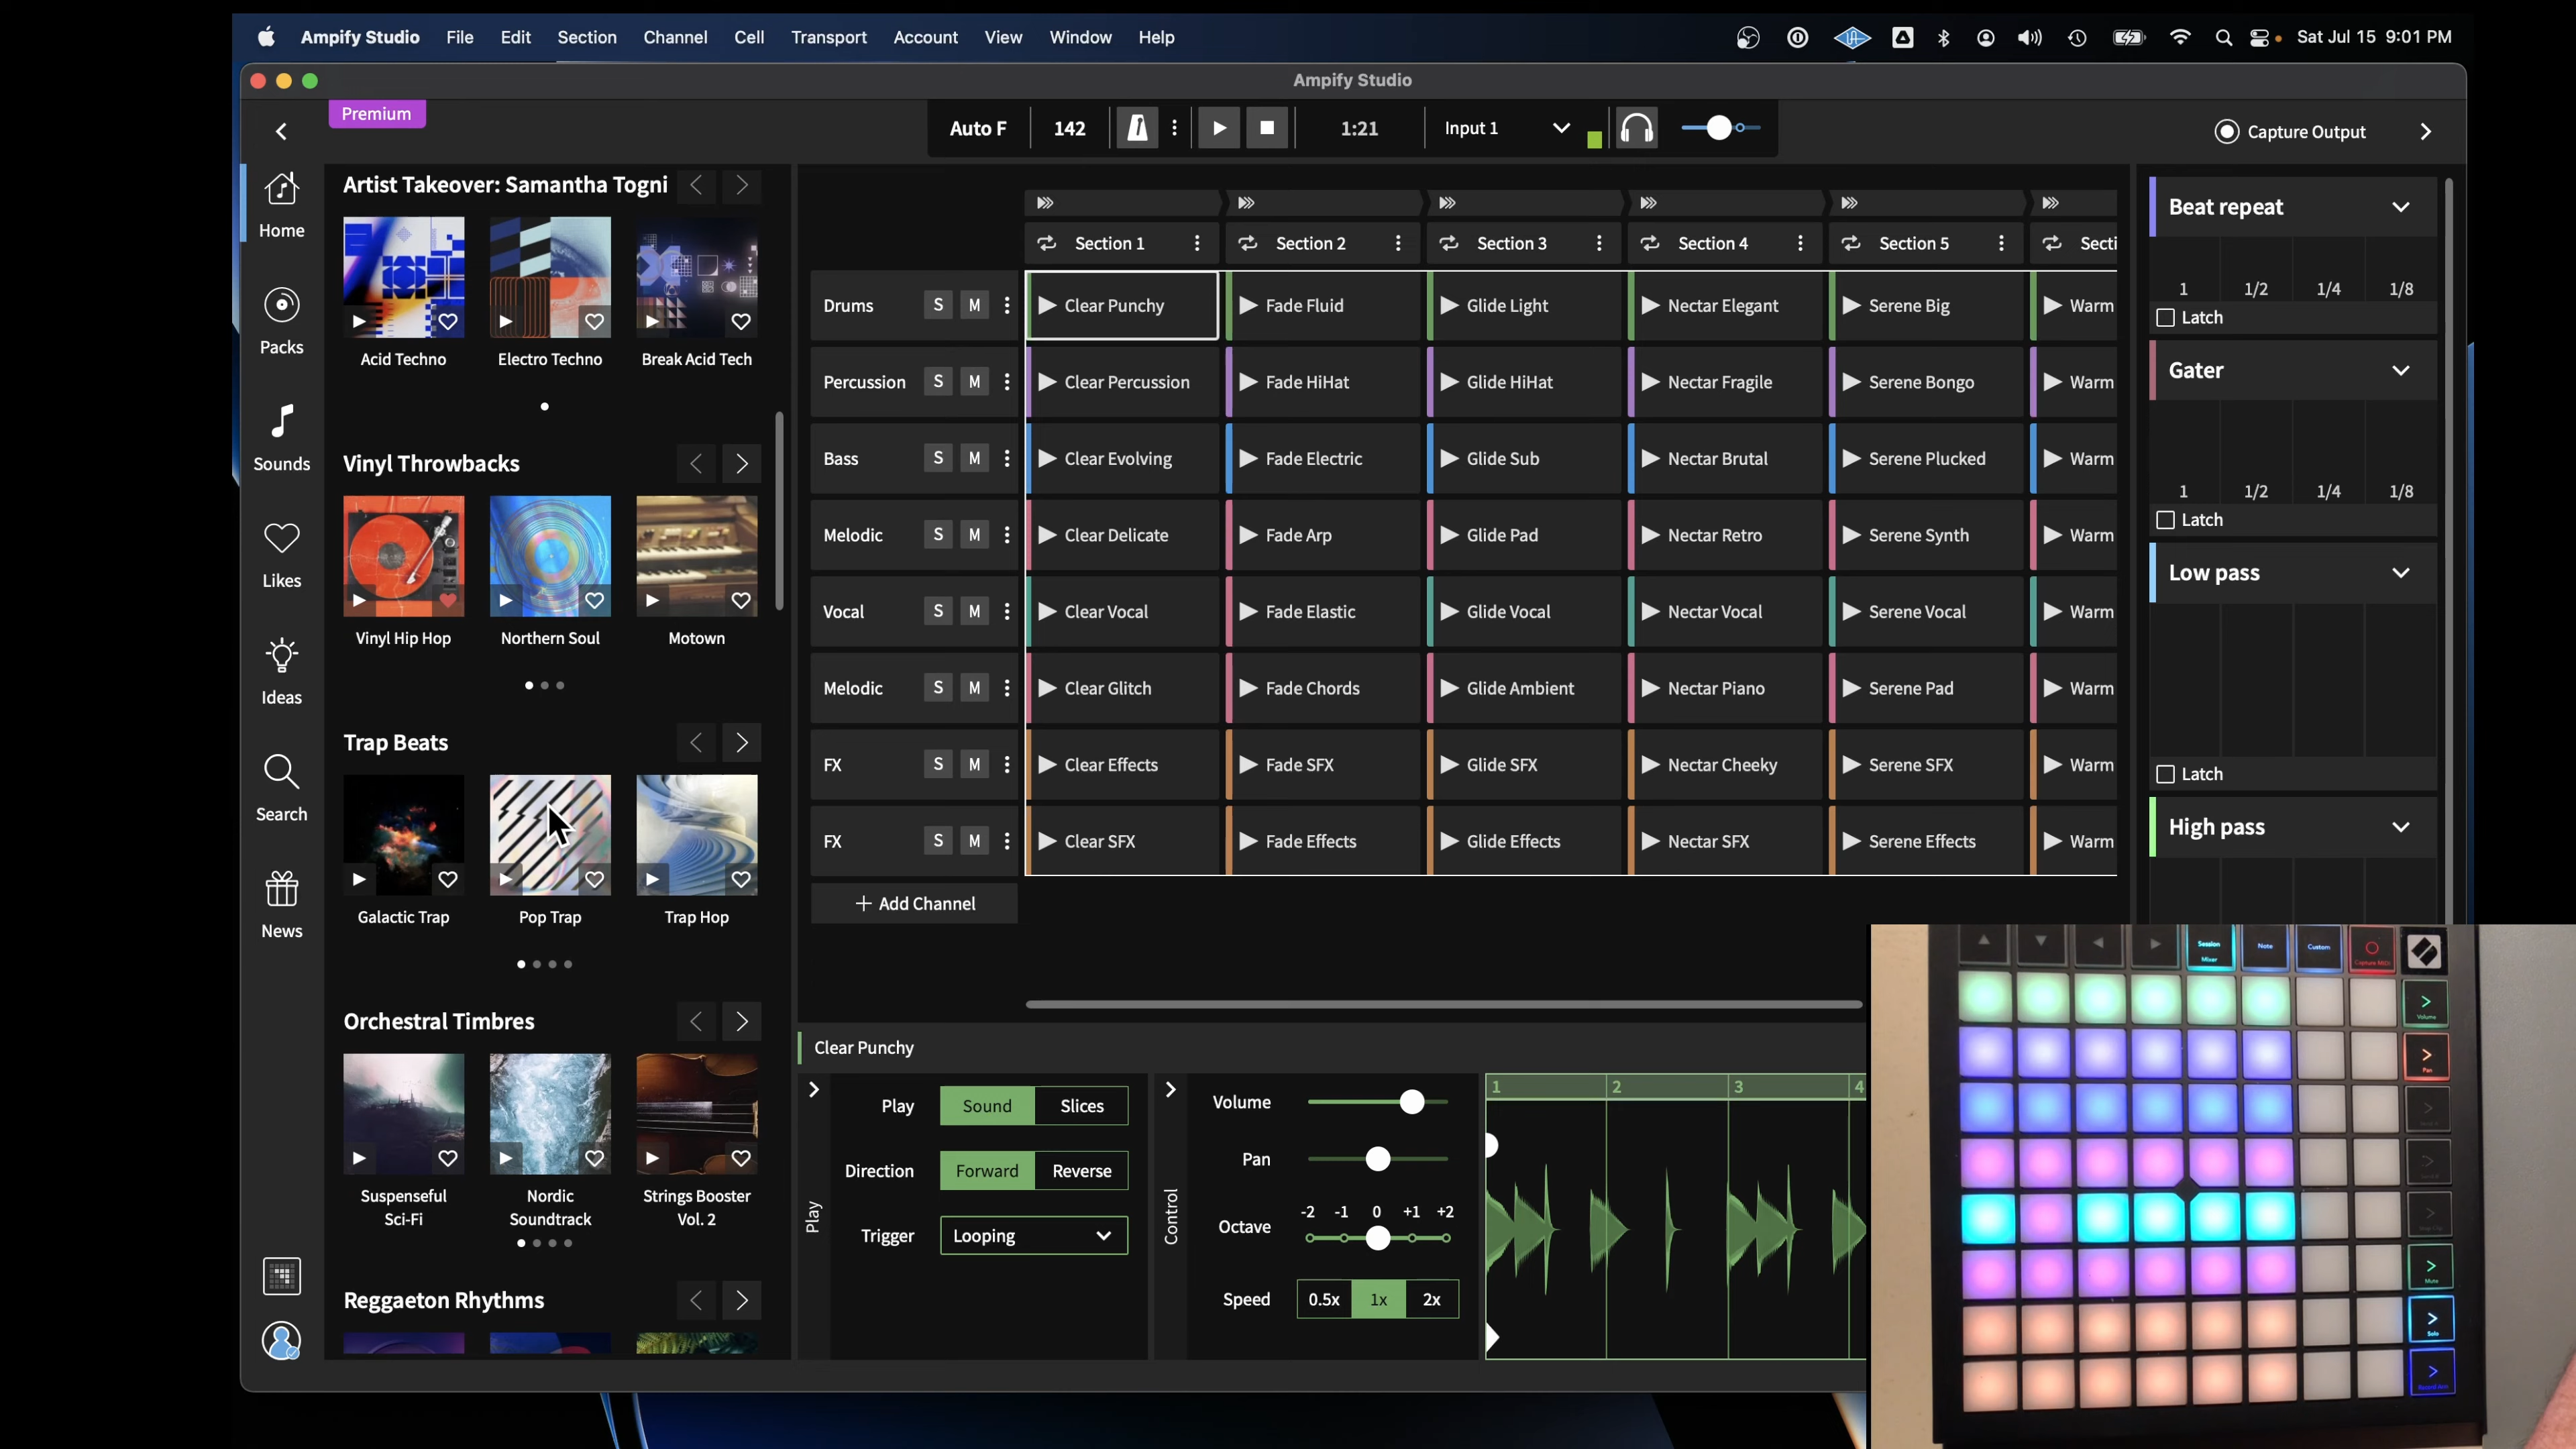 Ampify Studio File Edit Section Channel Cell Transport Account View Window Help Sat Jul 15 9:01 PM
Ampify Studio
Premium
Auto F 142 1:21 Input 1 Capture Output
Home
Packs
Sounds
Likes
Ideas
Search
News
Artist Takeover: Samantha Togni
Acid Techno Electro Techno Break Acid Tech
Vinyl Throwbacks
Vinyl Hip Hop Northern Soul Motown
Trap Beats
Galactic Trap Pop Trap Trap Hop
Orchestral Timbres
Suspenseful Sci-Fi Nordic Soundtrack Strings Booster Vol. 2
Reggaeton Rhythms
Section 1 Section 2 Section 3 Section 4 Section 5 Secti
Drums S M Clear Punchy Fade Fluid Glide Light Nectar Elegant Serene Big Warm
Percussion S M Clear Percussion Fade HiHat Glide HiHat Nectar Fragile Serene Bongo Warm
Bass S M Clear Evolving Fade Electric Glide Sub Nectar Brutal Serene Plucked Warm
Melodic S M Clear Delicate Fade Arp Glide Pad Nectar Retro Serene Synth Warm
Vocal S M Clear Vocal Fade Elastic Glide Vocal Nectar Vocal Serene Vocal Warm
Melodic S M Clear Glitch Fade Chords Glide Ambient Nectar Piano Serene Pad Warm
FX S M Clear Effects Fade SFX Glide SFX Nectar Cheeky Serene SFX Warm
FX S M Clear SFX Fade Effects Glide Effects Nectar SFX Serene Effects Warm
+ Add Channel
Beat repeat
1 1/2 1/4 1/8
Latch
Gater
1 1/2 1/4 1/8
Latch
Low pass
Latch
High pass
Clear Punchy
Play
Play Sound Slices
Direction Forward Reverse
Trigger Looping
Control
Volume
Pan
-2 -1 0 +1 +2
Octave
Speed 0.5x 1x 2x
1 2 3 4
Session Note Custom
Mixer Capture MIDI
Volume
Pan
Mute
Solo